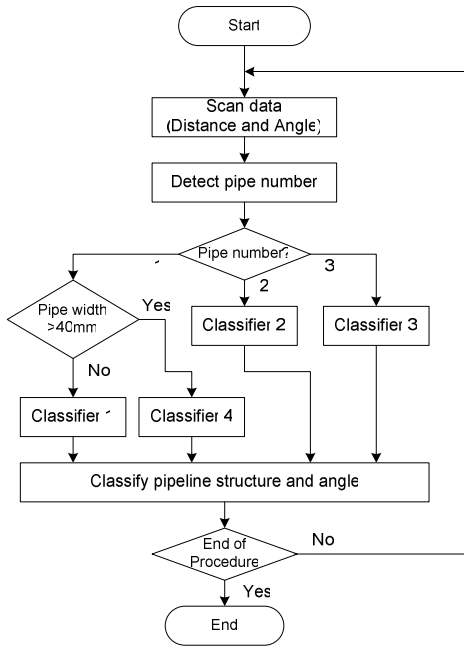 Start
Scan data
(Distance and Angle)
Detect pipe number
Pipe number?
3
2
Pipe width
>40mm
Yes
Classifier 2
Classifier 3
No
Classifier
Classifier 4
Classify pipeline structure and angle
End of
Procedure
No
Yes
End